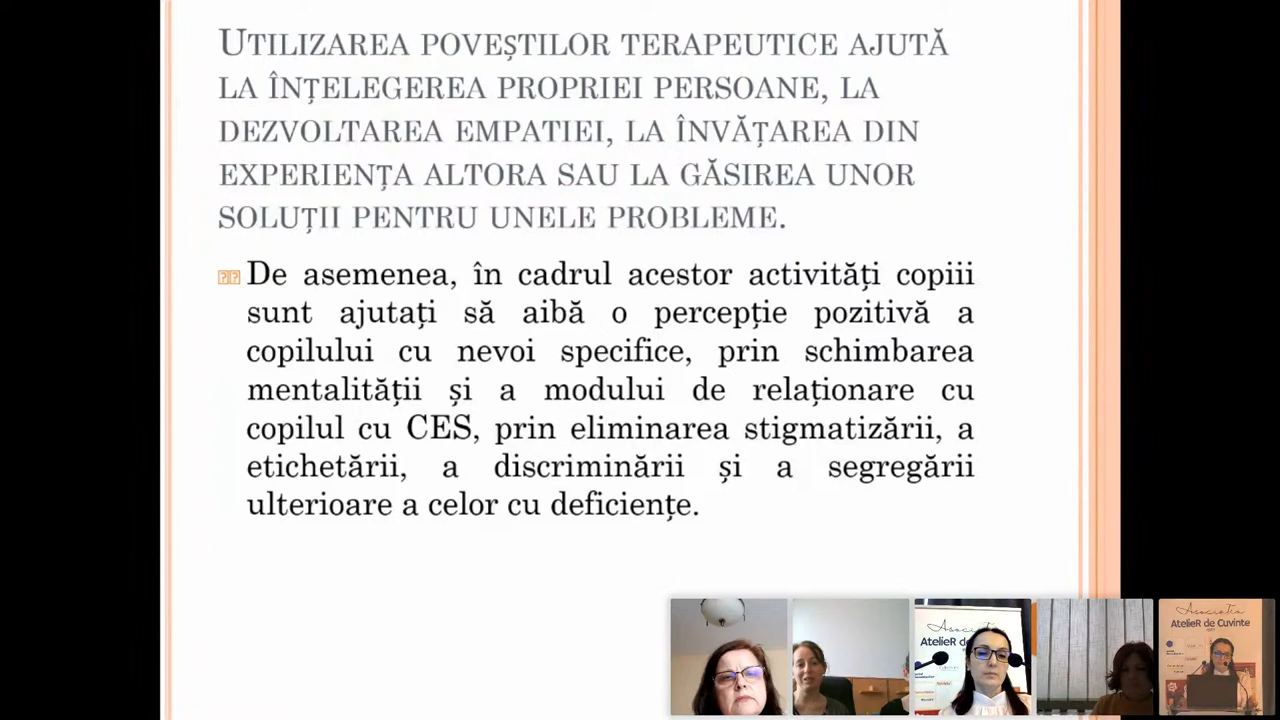 UTILIZAREA POVEȘTILOR TERAPEUTICE AJUTĂ
LA ÎNȚELEGEREA PROPRIEI PERSOANE, LA
DEZVOLTAREA EMPATIEI, LA ÎNVĂȚAREA DIN
EXPERIENȚA ALTORA SAU LA GĂSIREA UNOR
SOLUȚII PENTRU UNELE PROBLEME.
De asemenea, în cadrul acestor activități copiii
sunt ajutați să aibă o percepție pozitivă a
copilului cu nevoi specifice, prin schimbarea
mentalității și a modului de relaționare cu
copilul cu CES, prin eliminarea stigmatizării, a
etichetării, a discriminării și a segregării
ulterioare a celor cu deficiențe.
Asociația
AtelieR de Cuvinte